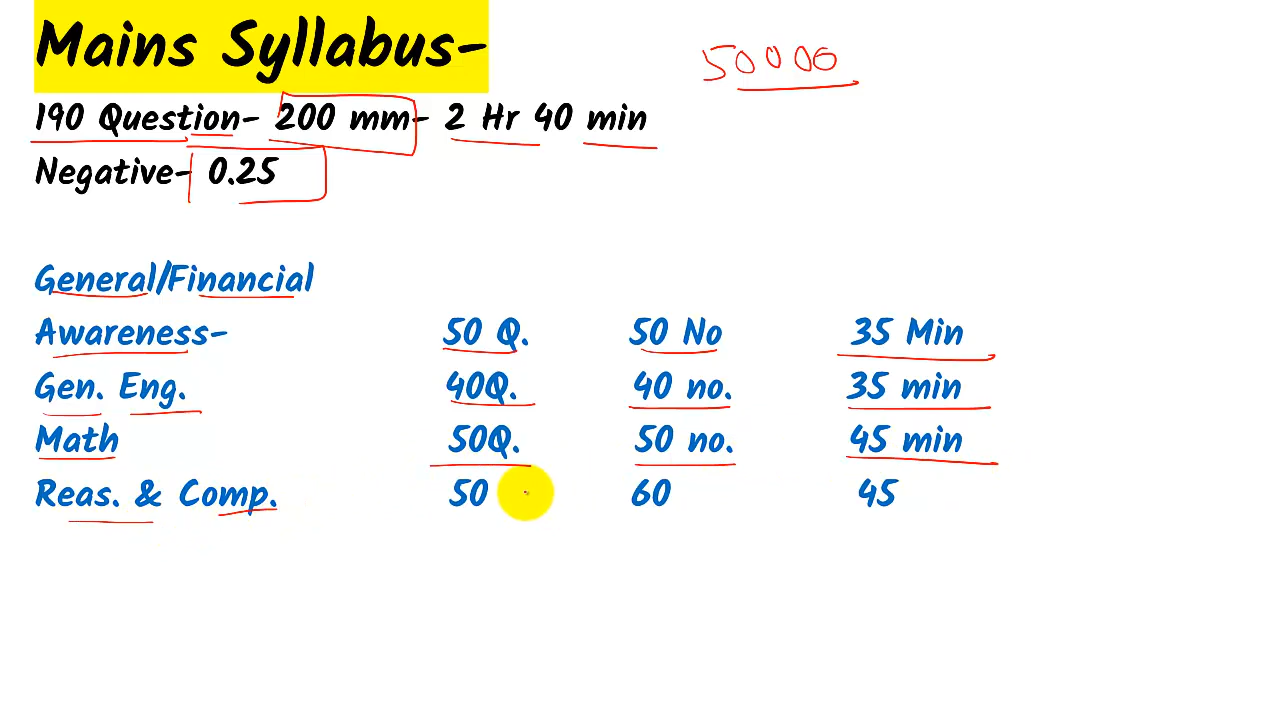 Mains Syllabus-
50000
190 Question- 200 mm- 2 Hr 40 min
Negative- 0.25
General/Financial
Awareness- 50 Q. 50 No 35 Min
Gen. Eng. 40Q. 40 no. 35 min
Math 50Q. 50 no. 45 min
Reas. & Comp. 50 60 45